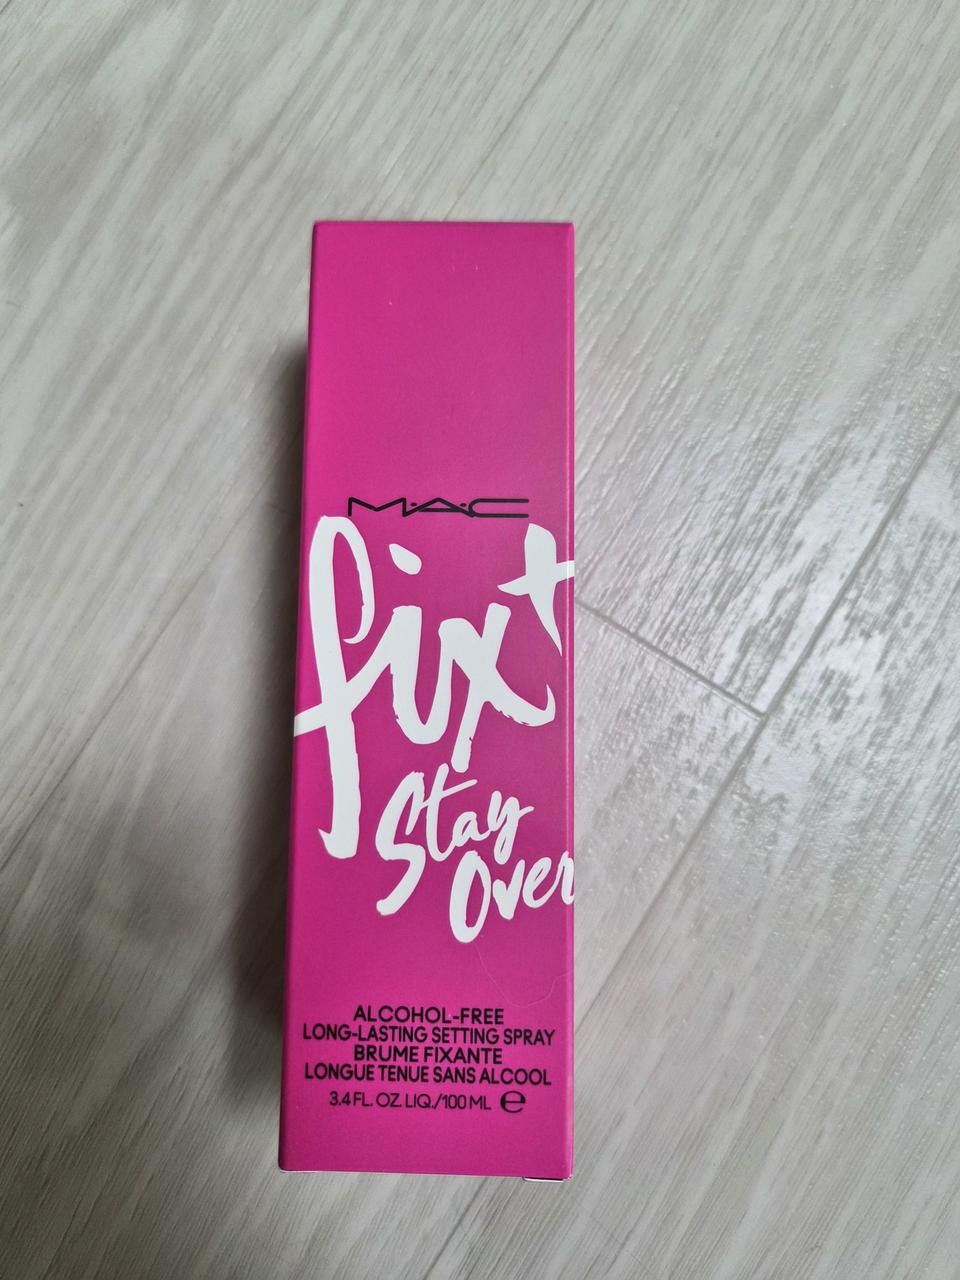 M·A·C
fix+
Stay
Over
ALCOHOL-FREE
LONG-LASTING SETTING SPRAY
BRUME FIXANTE
LONGUE TENUE SANS ALCOOL
3.4 FL. OZ. LIQ./100 ML ℮